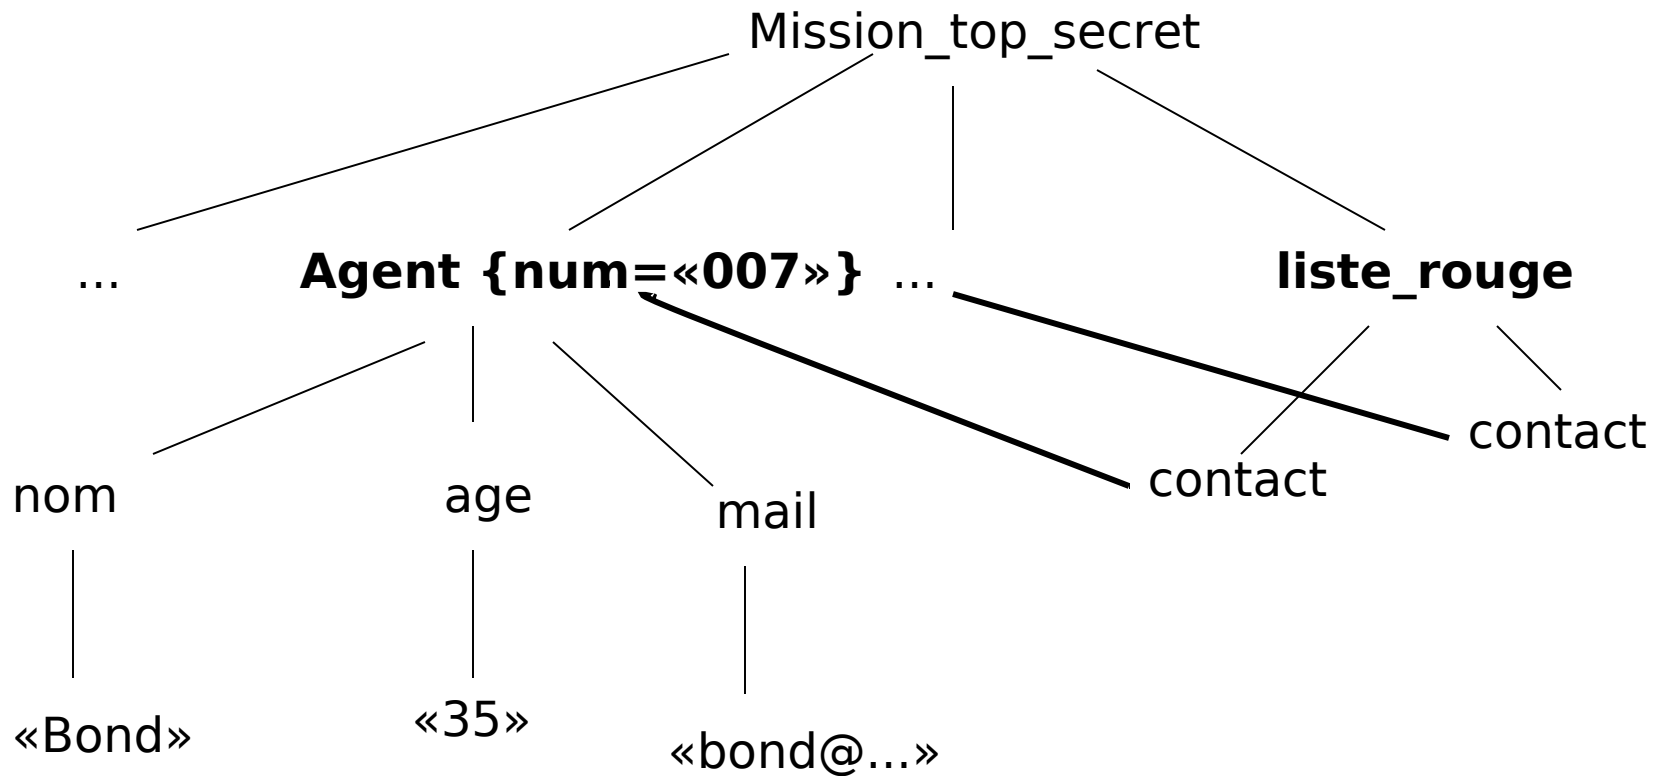 Mission_top_secret
...
Agent {num=«007»}
...
liste_rouge
contact
contact
nom
age
mail
«Bond»
«35»
«bond@...»